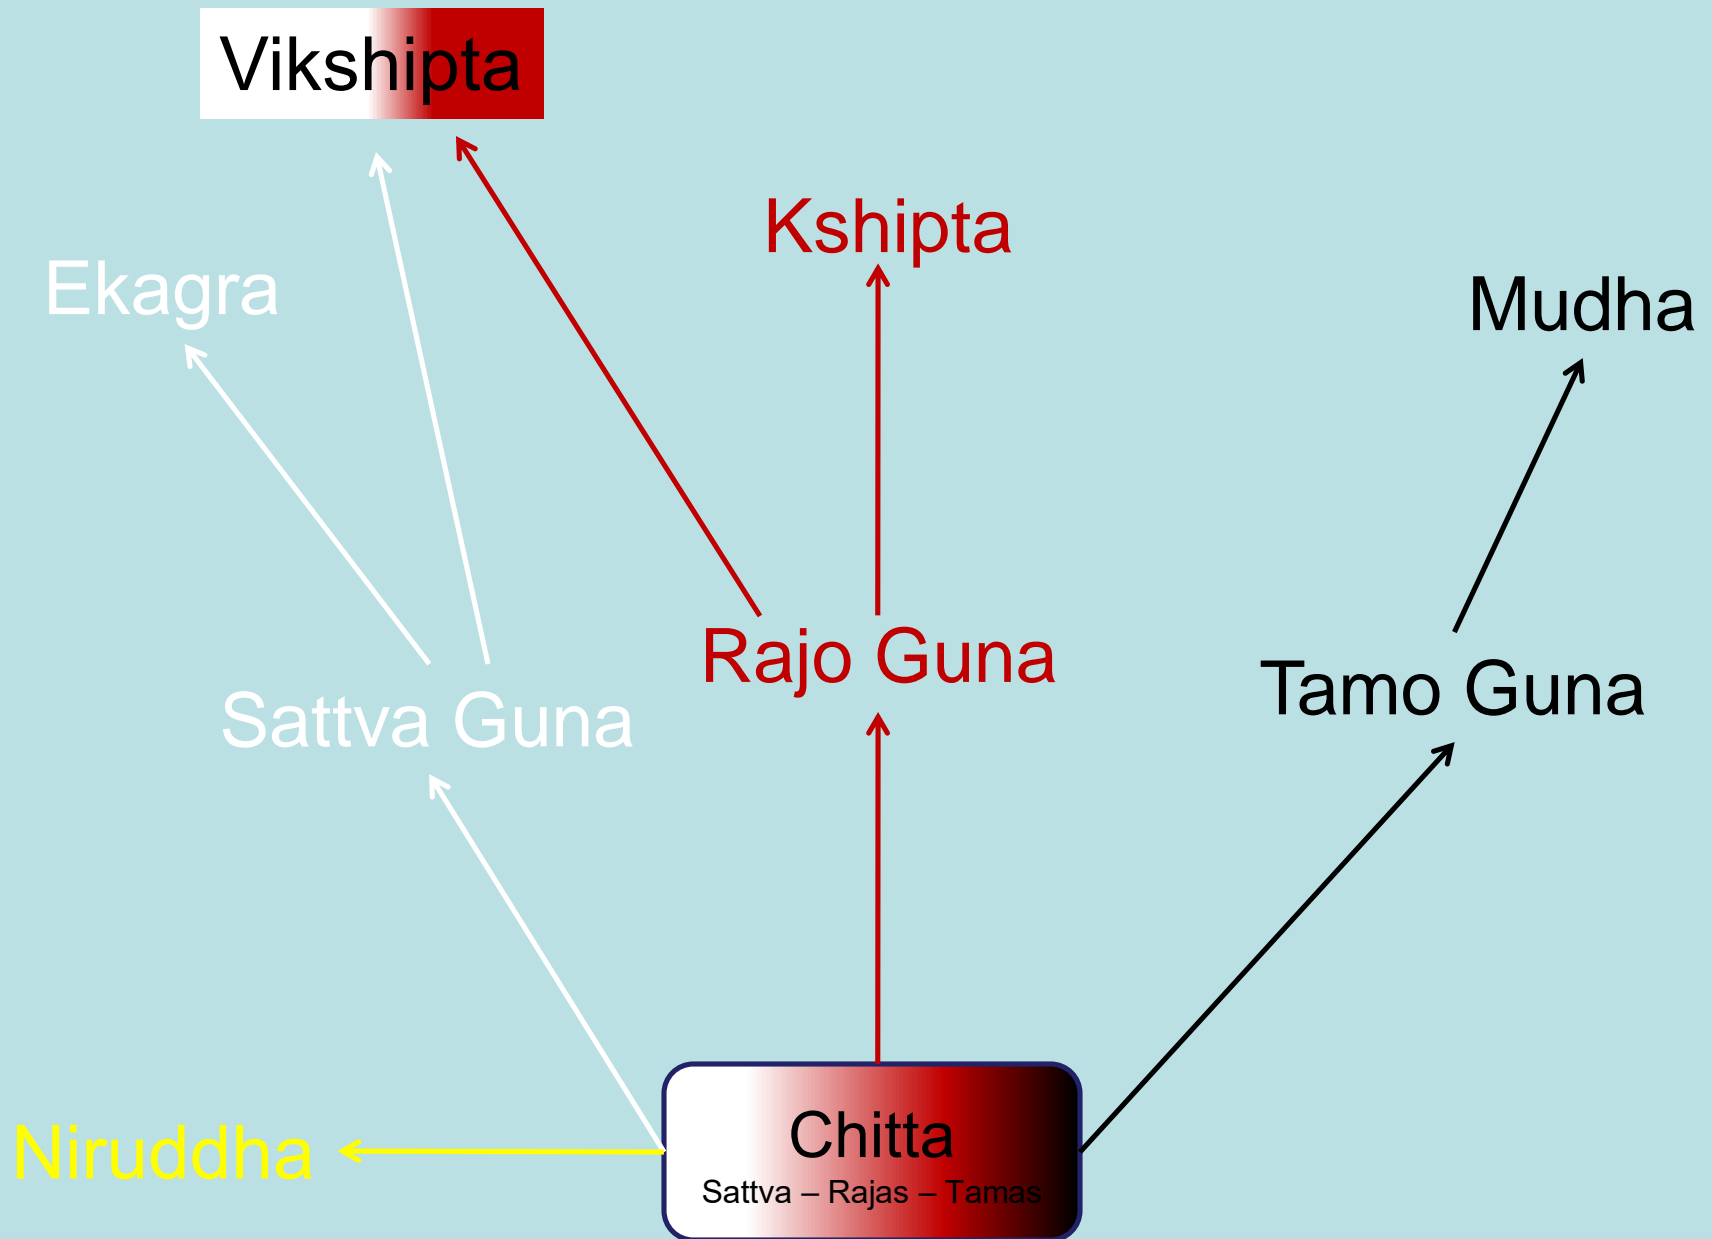 Vikshipta
Kshipta
Ekagra
Mudha
Rajo Guna
Tamo Guna
Sattva Guna
Chitta
Niruddha
Sattva – Rajas – Tamas